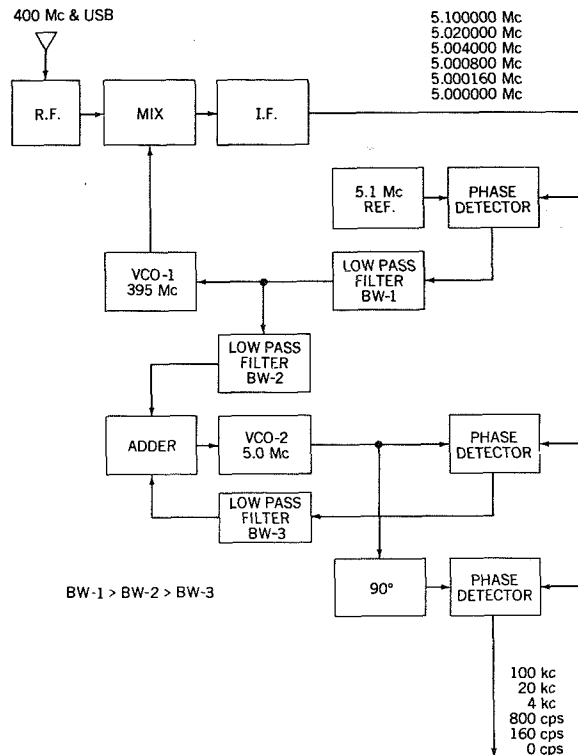 400 Mc & USB
5.100000 Mc
5.020000 Mc
5.004000 Mc
5.000800 Mc
5.000160 Mc
5.000000 Mc
R.F.
MIX
I.F.
5.1 Mc
REF.
PHASE
DETECTOR
VCO-1
395 Mc
LOW PASS
FILTER
BW-1
LOW PASS
FILTER
BW-2
ADDER
VCO-2
5.0 Mc
PHASE
DETECTOR
LOW PASS
FILTER
BW-3
BW-1 > BW-2 > BW-3
90°
PHASE
DETECTOR
100 kc
20 kc
4 kc
800 cps
160 cps
0 cps